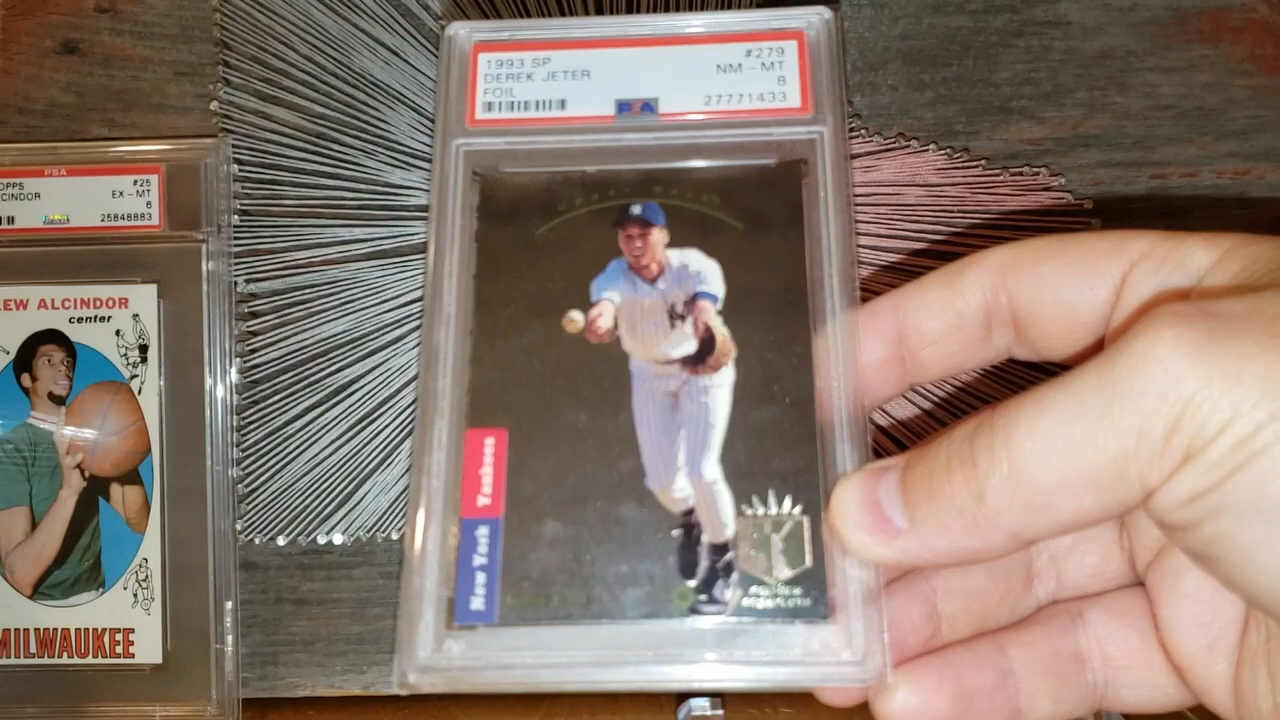 1993 SP #279
DEREK JETER NM - MT
FOIL 8
PSA 27771433
New York Yankees
PSA
OPPS #25
LCINDOR EX - MT
6
25848883
LEW ALCINDOR
center
MILWAUKEE